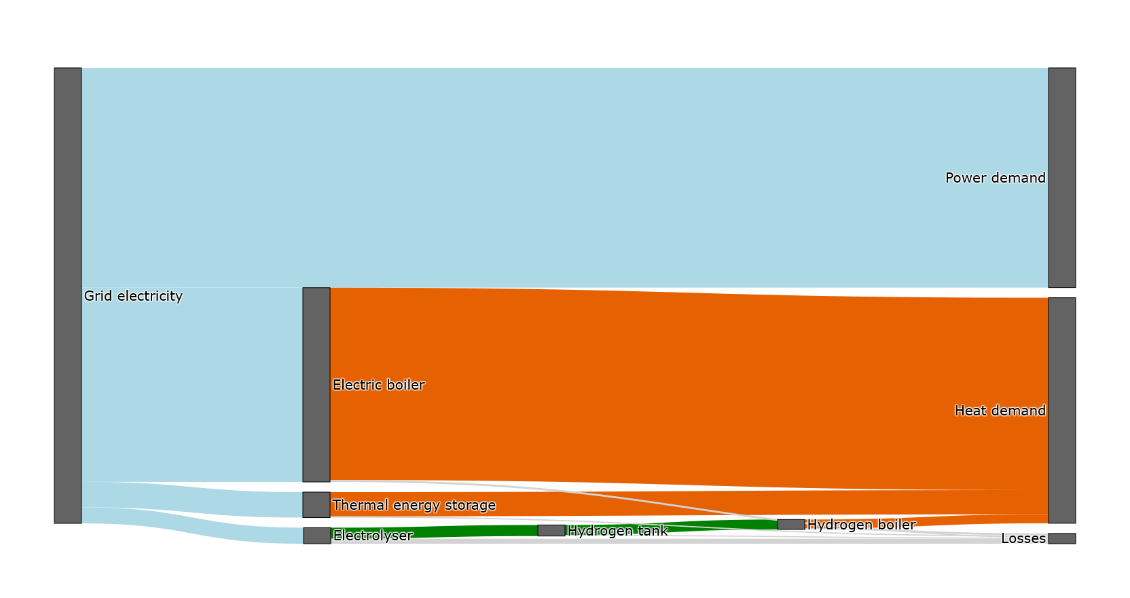 Power demand
Grid electricity
Electric boiler
Heat demand
Thermal energy storage
Hydrogen boiler
Hydrogen tank
Electrolyser
Losses